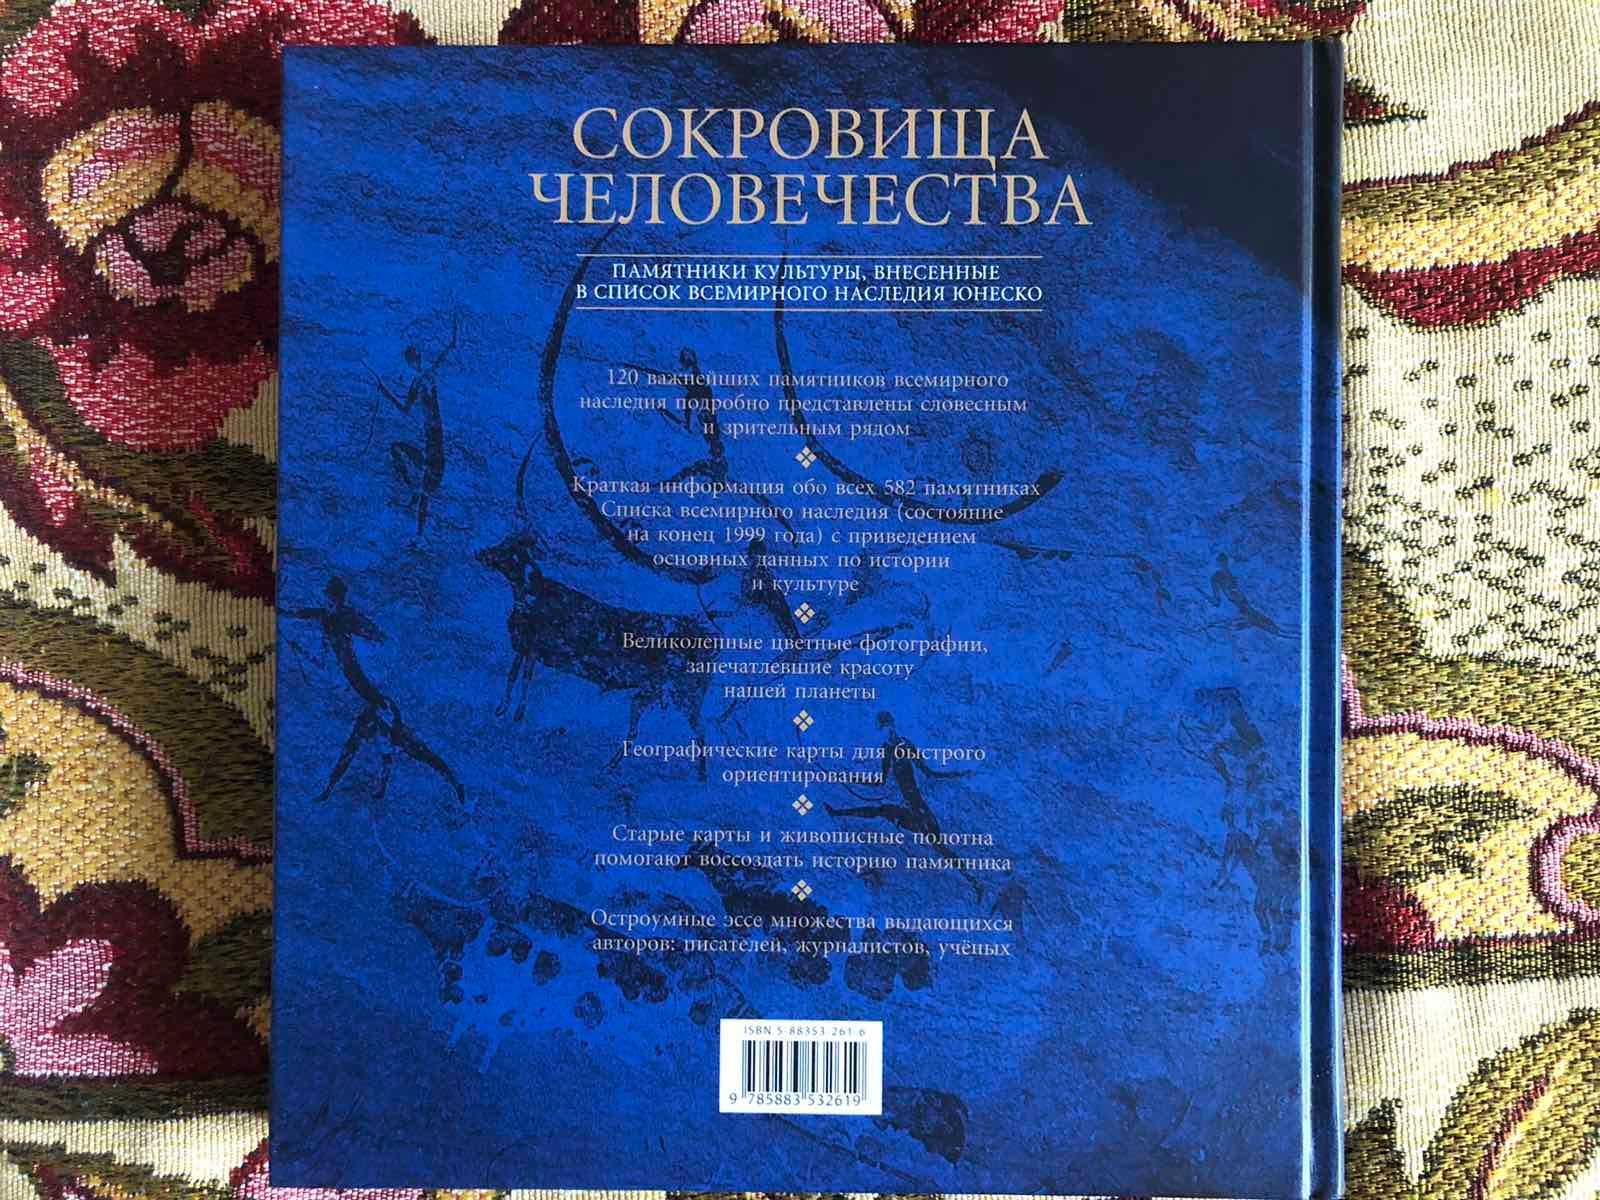 СОКРОВИЩА
ЧЕЛОВЕЧЕСТВА
ПАМЯТНИКИ КУЛЬТУРЫ, ВНЕСЕННЫЕ
В СПИСОК ВСЕМИРНОГО НАСЛЕДИЯ ЮНЕСКО
120 важнейших памятников всемирного
наследия подробно представлены словесным
и зрительным рядом
Краткая информация обо всех 582 памятниках
Списка всемирного наследия (состояние
на конец 1999 года) с приведением
основных данных по истории
и культуре
Великолепные цветные фотографии,
запечатлевшие красоту
нашей планеты
Географические карты для быстрого
ориентирования
Старые карты и живописные полотна
помогают воссоздать историю памятника
Остроумные эссе множества выдающихся
авторов: писателей, журналистов, учёных
ISBN 5-88353-261-6
9 785883 532619